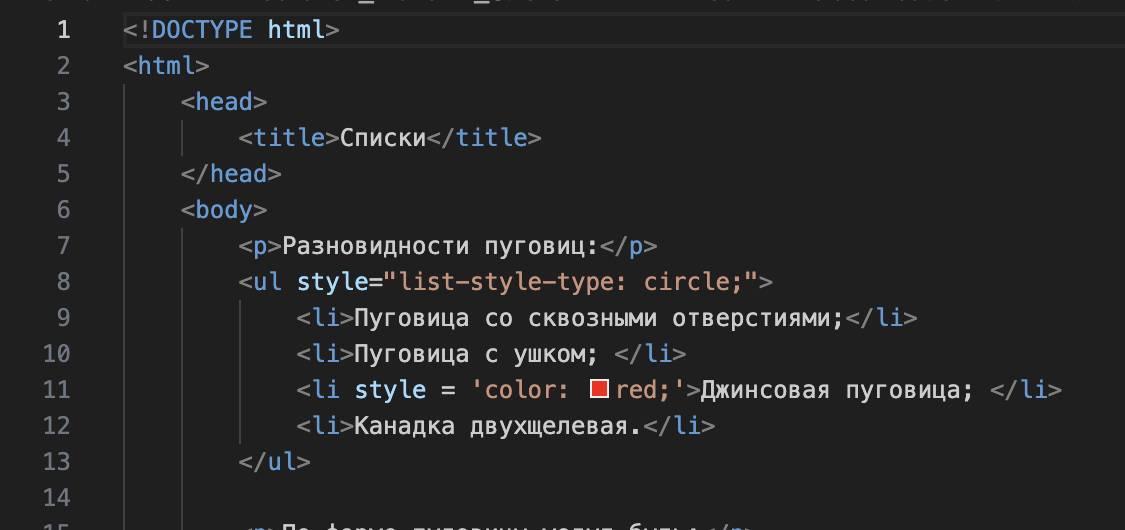 1 <!DOCTYPE html>
2 <html>
3 <head>
4 <title>Списки</title>
5 </head>
6 <body>
7 <p>Разновидности пуговиц:</p>
8 <ul style="list-style-type: circle;">
9 <li>Пуговица со сквозными отверстиями;</li>
10 <li>Пуговица с ушком; </li>
11 <li style = 'color: red;'>Джинсовая пуговица; </li>
12 <li>Канадка двухщелевая.</li>
13 </ul>
14